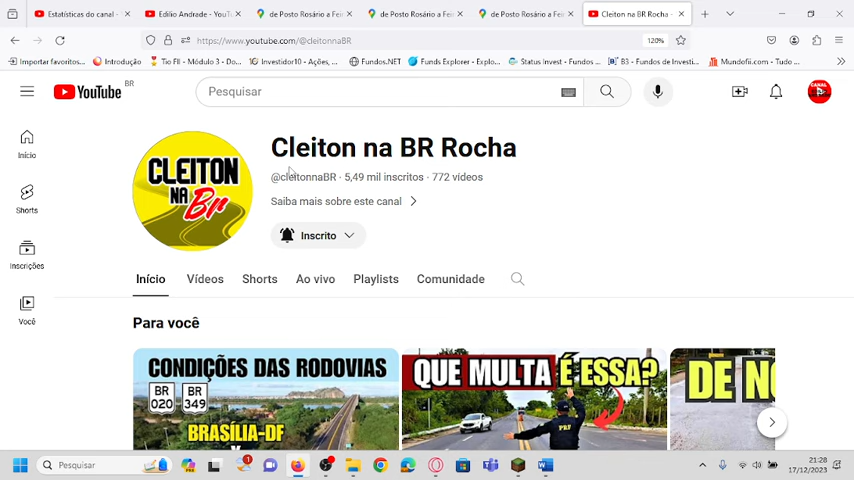 Estatísticas do canal -
Edílio Andrade - YouTu
de Posto Rosário a Feir
de Posto Rosário a Feir
de Posto Rosário a Feir
Cleiton na BR Rocha -
https://www.youtube.com/@cleitonnaBR
120%
Importar favoritos...
Introdução
Tio FII - Módulo 3 - Do...
Investidor10 - Ações, ...
Fundos.NET
Funds Explorer - Explo...
Status Invest - Fundos ...
B3 - Fundos de Investi...
Mundofii.com - Tudo ...
YouTube BR
Pesquisar
CANAL
Início
Shorts
Inscrições
Você
CLEITON
NA
Br
Cleiton na BR Rocha
@cleitonnaBR · 5,49 mil inscritos · 772 vídeos
Saiba mais sobre este canal
Inscrito
Início Vídeos Shorts Ao vivo Playlists Comunidade
Para você
CONDIÇÕES DAS RODOVIAS
BR 020
BR 349
BRASÍLIA-DF
QUE MULTA É ESSA?
PRF
DE NO
Pesquisar
1
21:28
17/12/2023